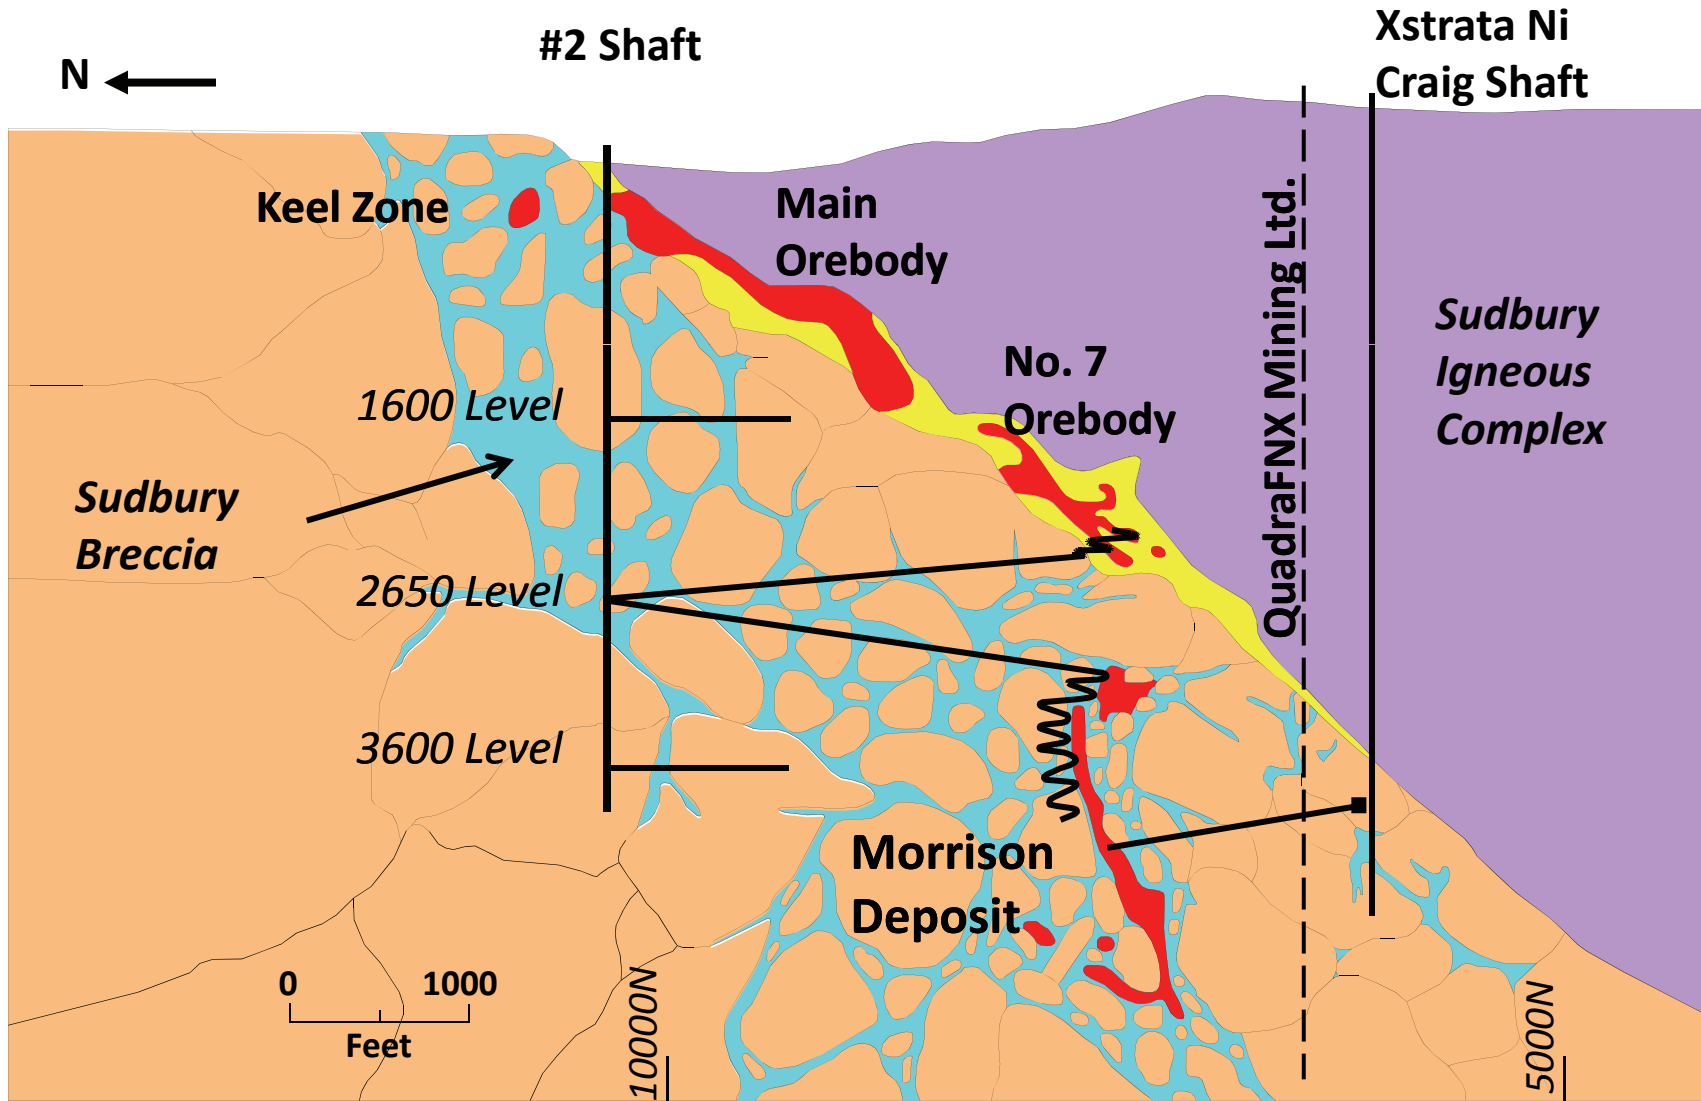 Xstrata Ni
Craig Shaft
#2 Shaft
N
Keel Zone
Main
Orebody
QuadraFNX Mining Ltd.
Sudbury
Igneous
Complex
No. 7
Orebody
1600 Level
Sudbury
Breccia
2650 Level
3600 Level
Morrison
Deposit
0 1000
Feet
10000N
5000N